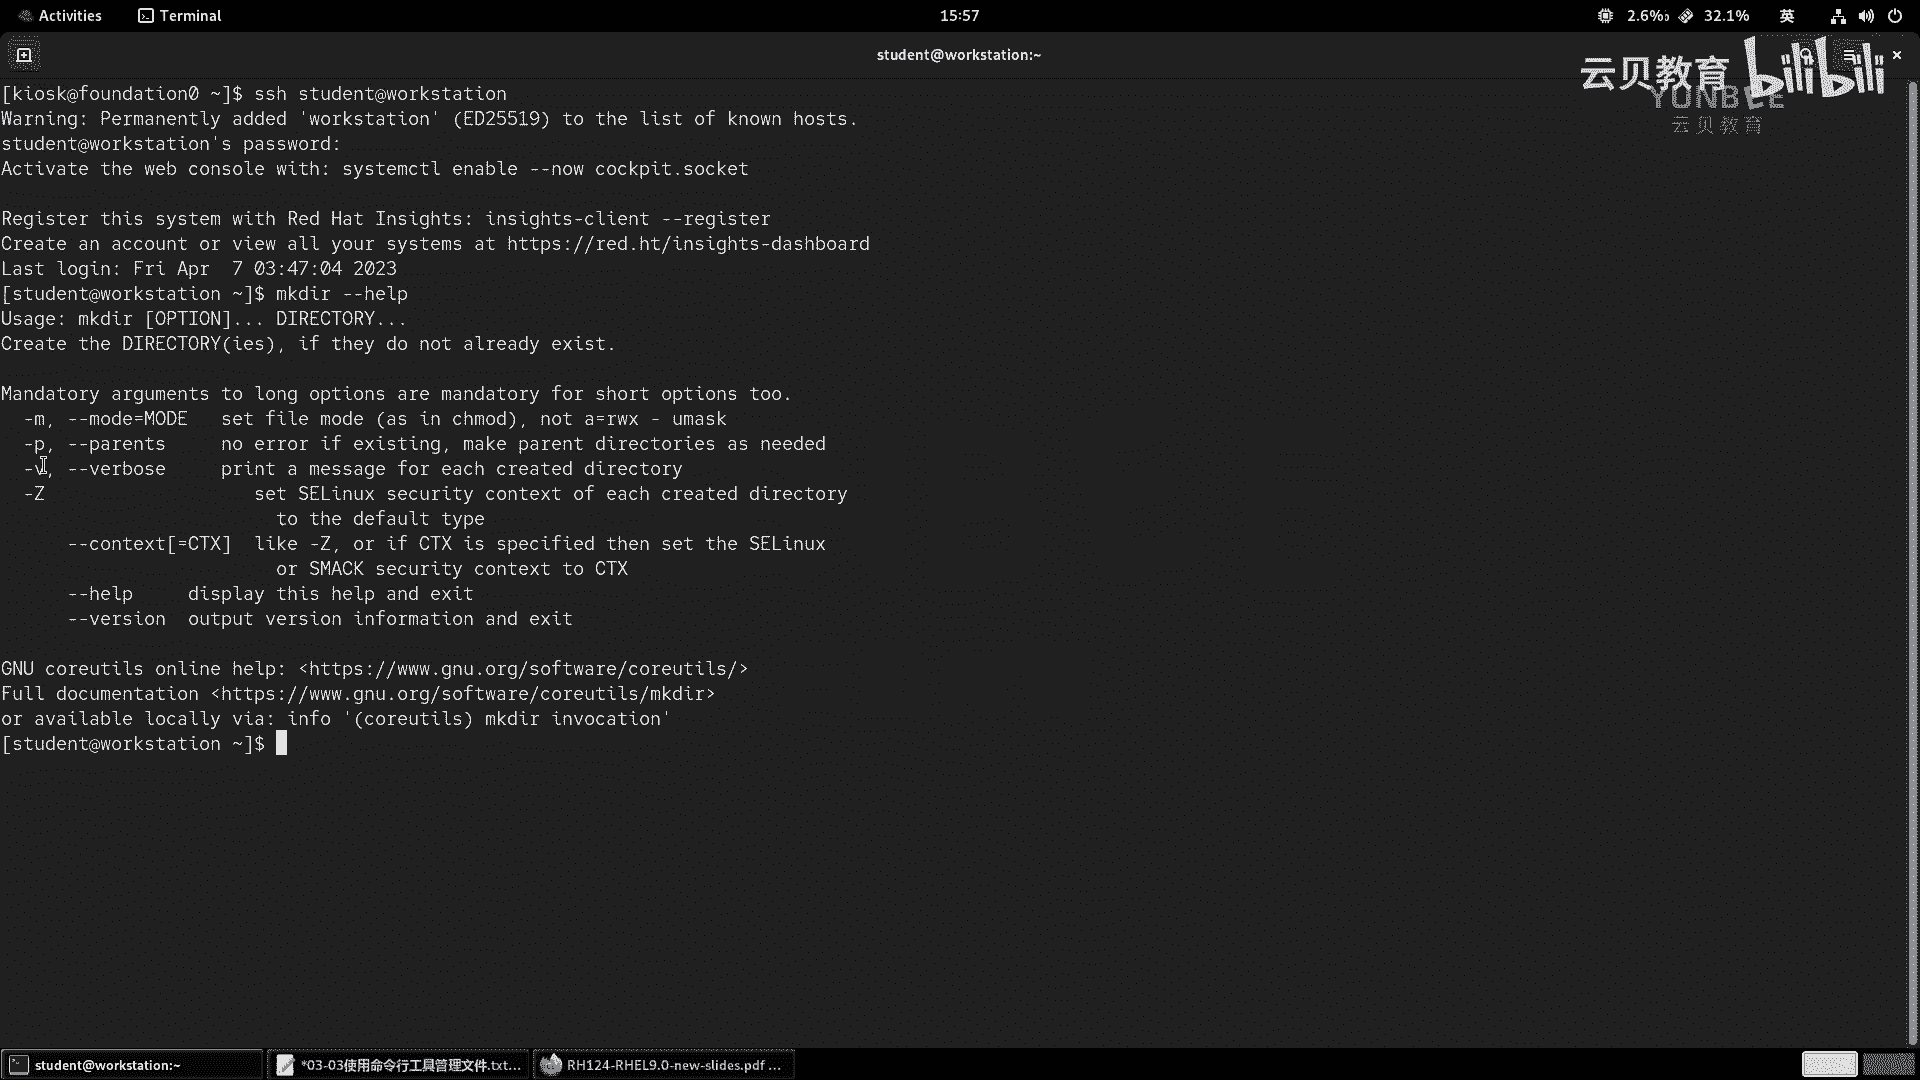 Activities
Terminal
15:57
2.6%
32.1%
英
student@workstation:~
云贝教育
bilibili
YUNBEE
云贝教育
[kiosk@foundation0 ~]$ ssh student@workstation
Warning: Permanently added 'workstation' (ED25519) to the list of known hosts.
student@workstation's password:
Activate the web console with: systemctl enable --now cockpit.socket
Register this system with Red Hat Insights: insights-client --register
Create an account or view all your systems at https://red.ht/insights-dashboard
Last login: Fri Apr  7 03:47:04 2023
[student@workstation ~]$ mkdir --help
Usage: mkdir [OPTION]... DIRECTORY...
Create the DIRECTORY(ies), if they do not already exist.
Mandatory arguments to long options are mandatory for short options too.
  -m, --mode=MODE   set file mode (as in chmod), not a=rwx - umask
  -p, --parents     no error if existing, make parent directories as needed
  -v, --verbose     print a message for each created directory
  -Z                   set SELinux security context of each created directory
                         to the default type
      --context[=CTX]  like -Z, or if CTX is specified then set the SELinux
                         or SMACK security context to CTX
      --help     display this help and exit
      --version  output version information and exit
GNU coreutils online help: <https://www.gnu.org/software/coreutils/>
Full documentation <https://www.gnu.org/software/coreutils/mkdir>
or available locally via: info '(coreutils) mkdir invocation'
[student@workstation ~]$
student@workstation:~
*03-03使用命令行工具管理文件.txt...
RH124-RHEL9.0-new-slides.pdf ...